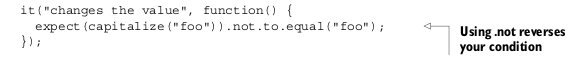 it("changes the value", function() {
  expect(capitalize("foo")).not.to.equal("foo");
});
Using .not reverses
your condition